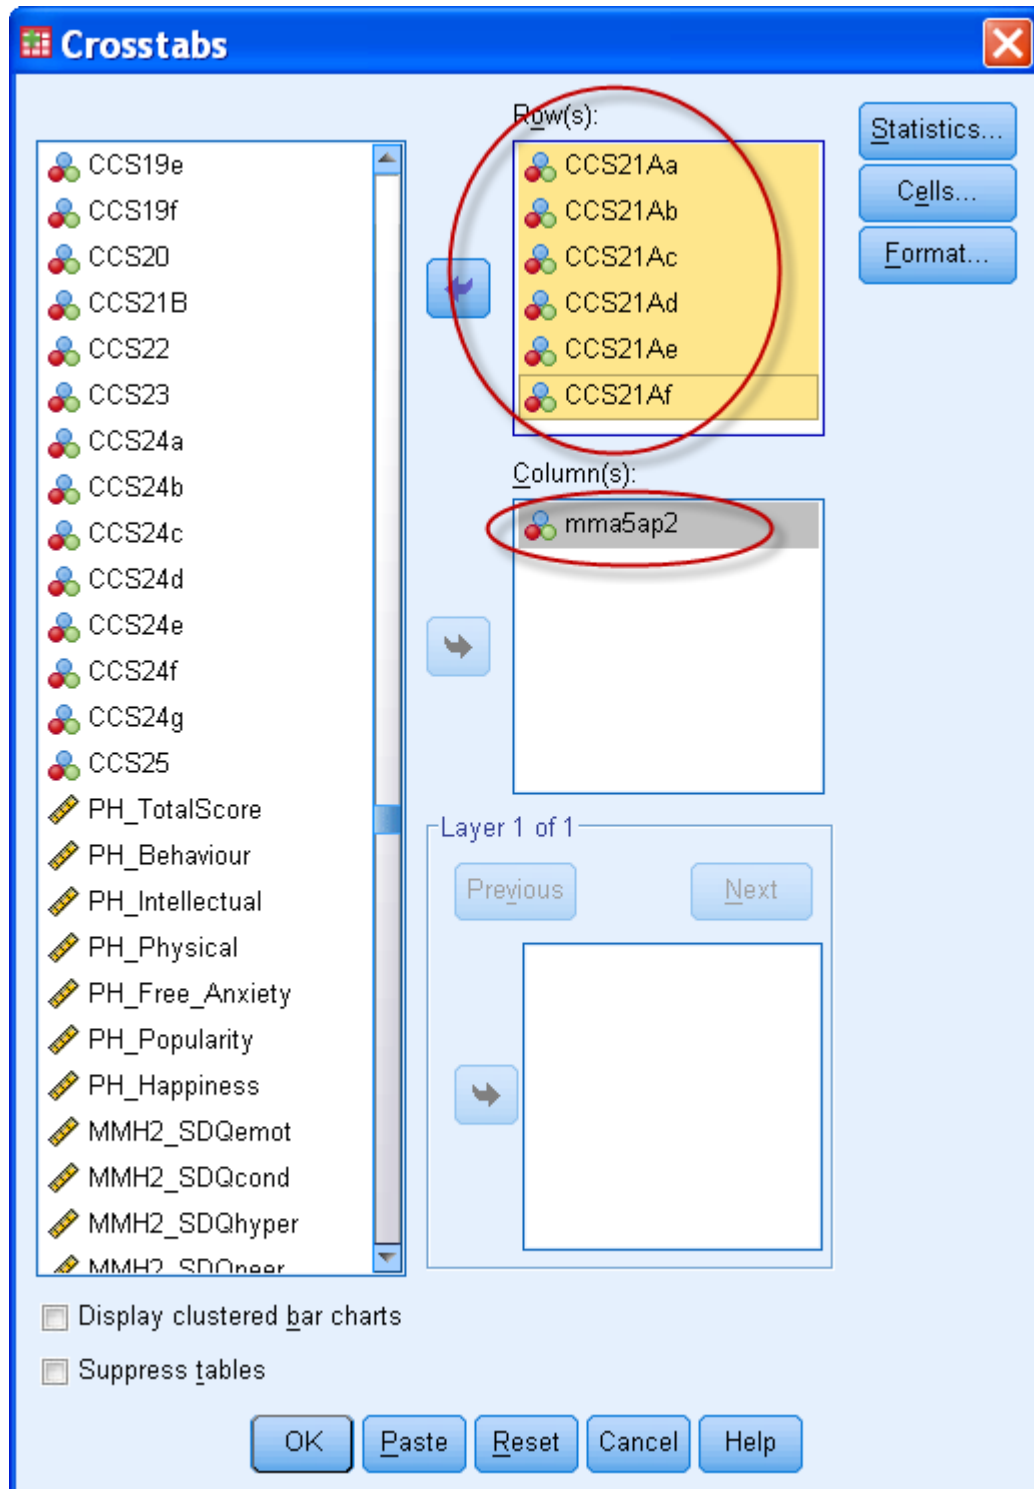 Crosstabs
CCS19e
CCS19f
CCS20
CCS21B
CCS22
CCS23
CCS24a
CCS24b
CCS24c
CCS24d
CCS24e
CCS24f
CCS24g
CCS25
PH_TotalScore
PH_Behaviour
PH_Intellectual
PH_Physical
PH_Free_Anxiety
PH_Popularity
PH_Happiness
MMH2_SDQemot
MMH2_SDQcond
MMH2_SDQhyper
MMH2_SDQpeer
Row(s):
CCS21Aa
CCS21Ab
CCS21Ac
CCS21Ad
CCS21Ae
CCS21Af
Column(s):
mma5ap2
Layer 1 of 1
Previous
Next
Statistics...
Cells...
Format...
Display clustered bar charts
Suppress tables
OK Paste Reset Cancel Help